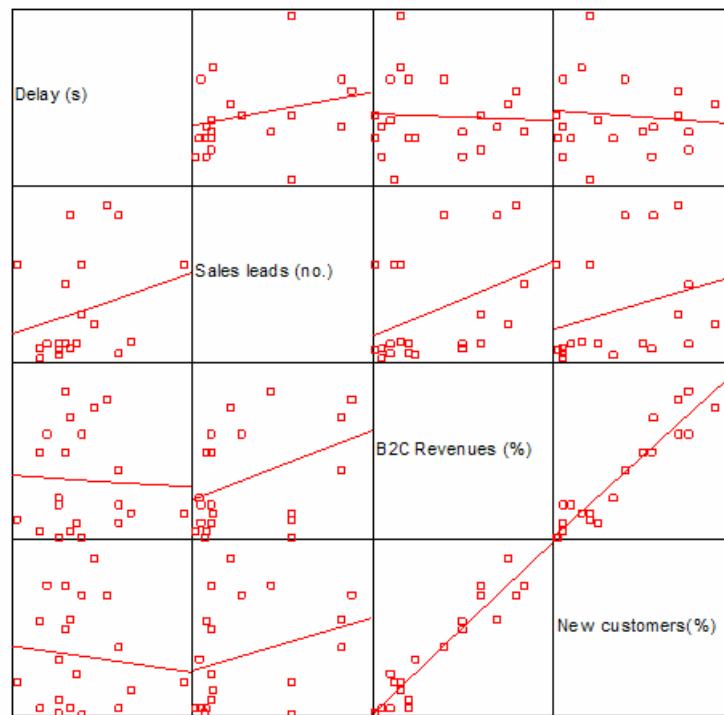 Delay (s)
Sales leads (no.)
B2C Revenues (%)
New customers(%)